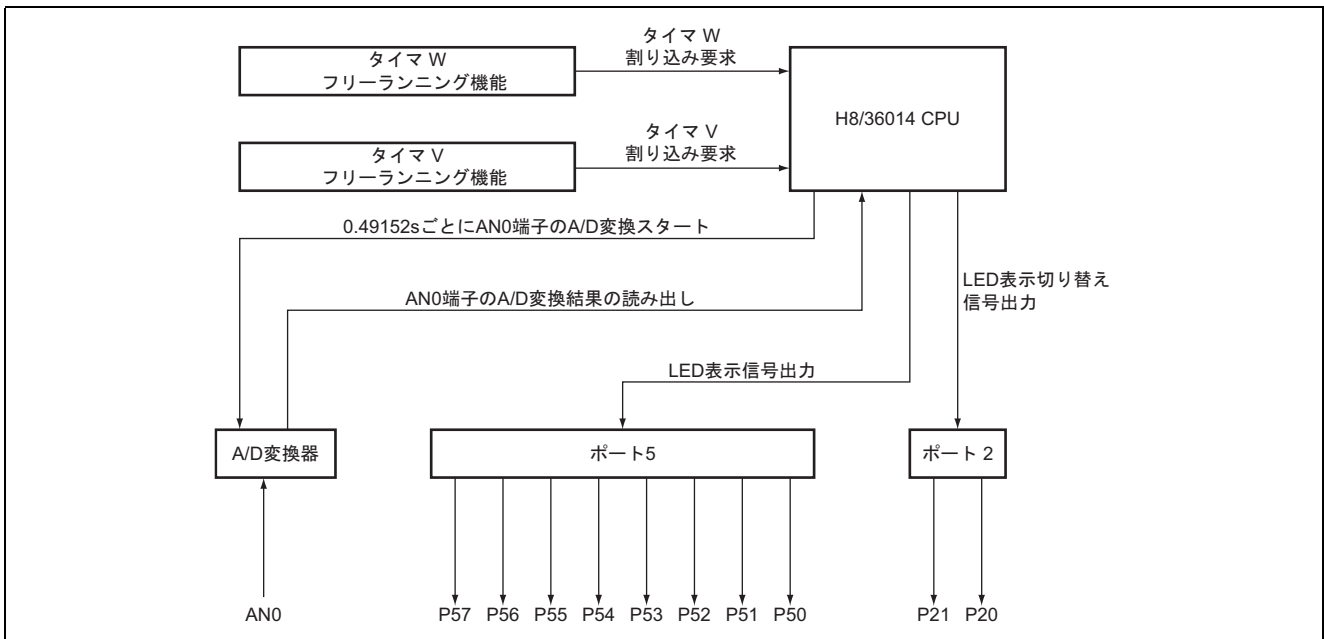 タイマ W
フリーランニング機能
タイマ W
割り込み要求
H8/36014 CPU
タイマ V
フリーランニング機能
タイマ V
割り込み要求
0.49152sごとにAN0端子のA/D変換スタート
LED表示切り替え
信号出力
AN0端子のA/D変換結果の読み出し
LED表示信号出力
A/D変換器
ポート5
ポート 2
AN0
P57 P56 P55 P54 P53 P52 P51 P50
P21 P20